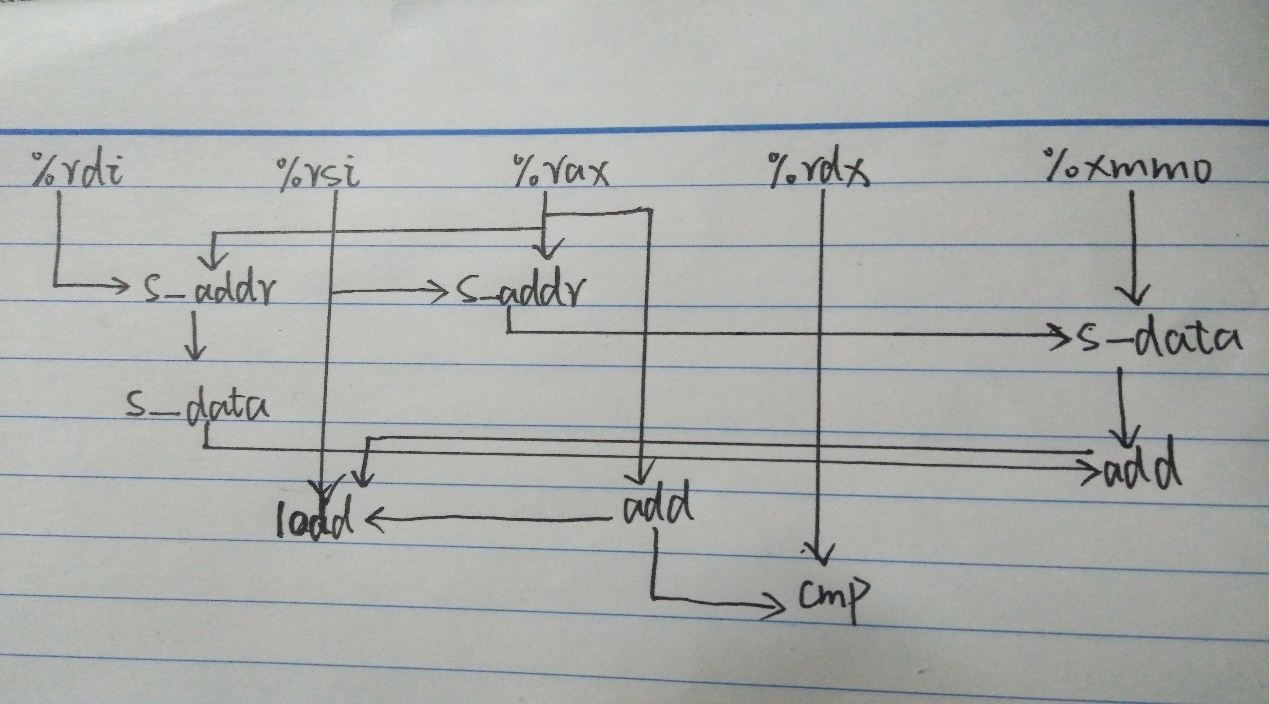 %rdi %rsi %rax %rdx %xmm0
s_addr s_addr
s_data
s_data
add
load add
cmp